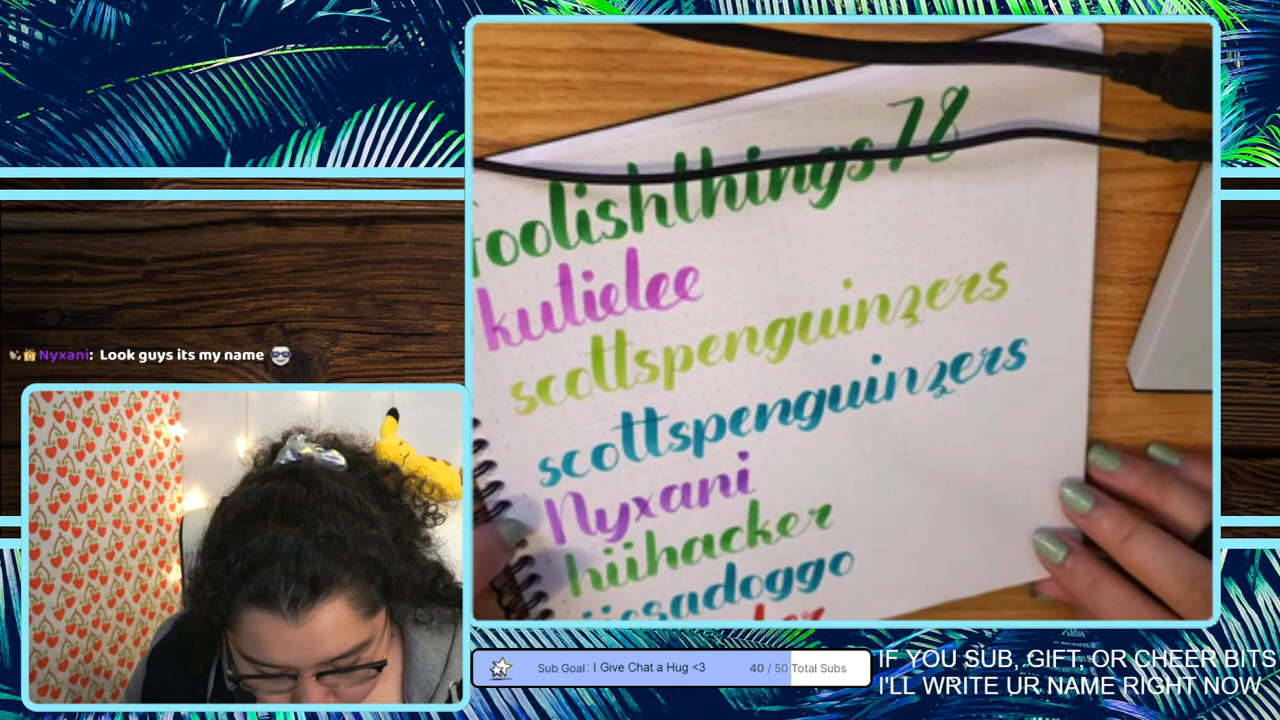 foolishthings78
kutielee
scottspenguinzers
scottspenguinzers
Nyxani
hiihacker
Nyxani: Look guys its my name
Sub Goal: I Give Chat a Hug <3 40 / 50 Total Subs
IF YOU SUB, GIFT, OR CHEER BITS
I'LL WRITE UR NAME RIGHT NOW